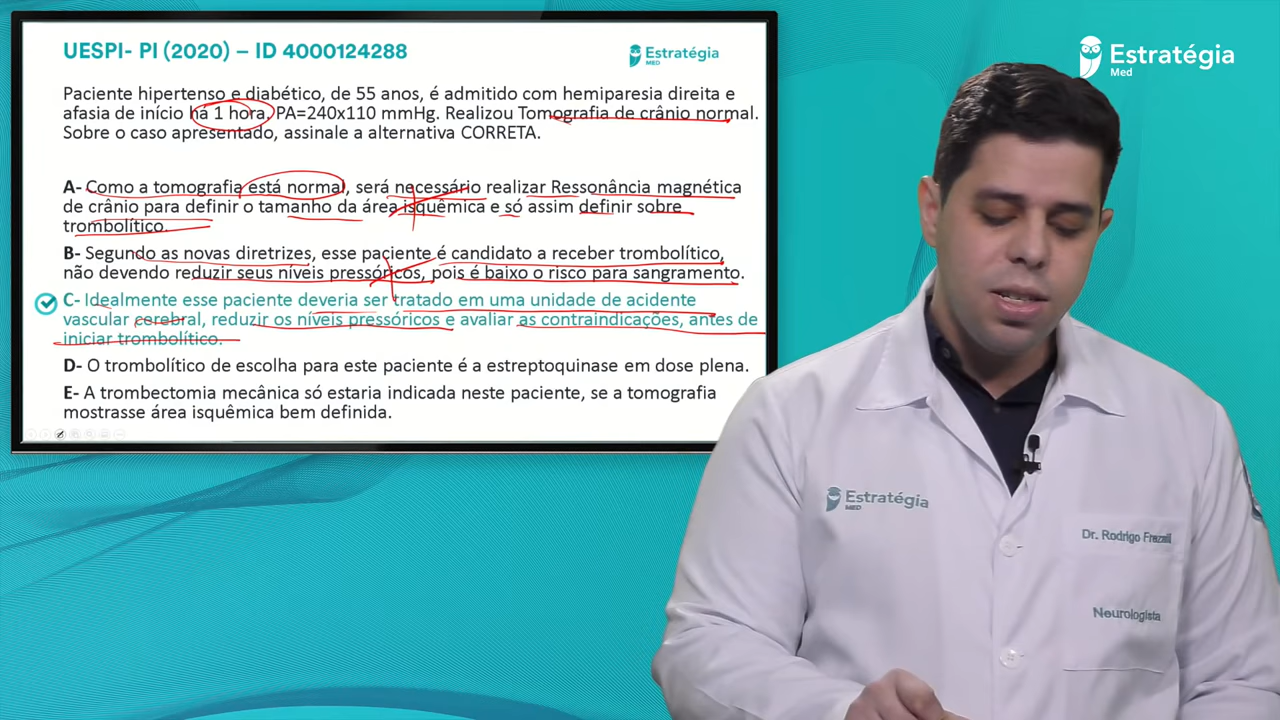 UESPI- PI (2020) – ID 4000124288
Estratégia
MED
Paciente hipertenso e diabético, de 55 anos, é admitido com hemiparesia direita e
afasia de início há 1 hora. PA=240x110 mmHg. Realizou Tomografia de crânio normal.
Sobre o caso apresentado, assinale a alternativa CORRETA.
A- Como a tomografia está normal, será necessário realizar Ressonância magnética
de crânio para definir o tamanho da área isquêmica e só assim definir sobre
trombolítico.
B- Segundo as novas diretrizes, esse paciente é candidato a receber trombolítico,
não devendo reduzir seus níveis pressóricos, pois é baixo o risco para sangramento.
C- Idealmente esse paciente deveria ser tratado em uma unidade de acidente
vascular cerebral, reduzir os níveis pressóricos e avaliar as contraindicações, antes de
iniciar trombolítico.
D- O trombolítico de escolha para este paciente é a estreptoquinase em dose plena.
E- A trombectomia mecânica só estaria indicada neste paciente, se a tomografia
mostrasse área isquêmica bem definida.
Estratégia
Med
Estratégia
MED
Dr. Rodrigo
Neurologista